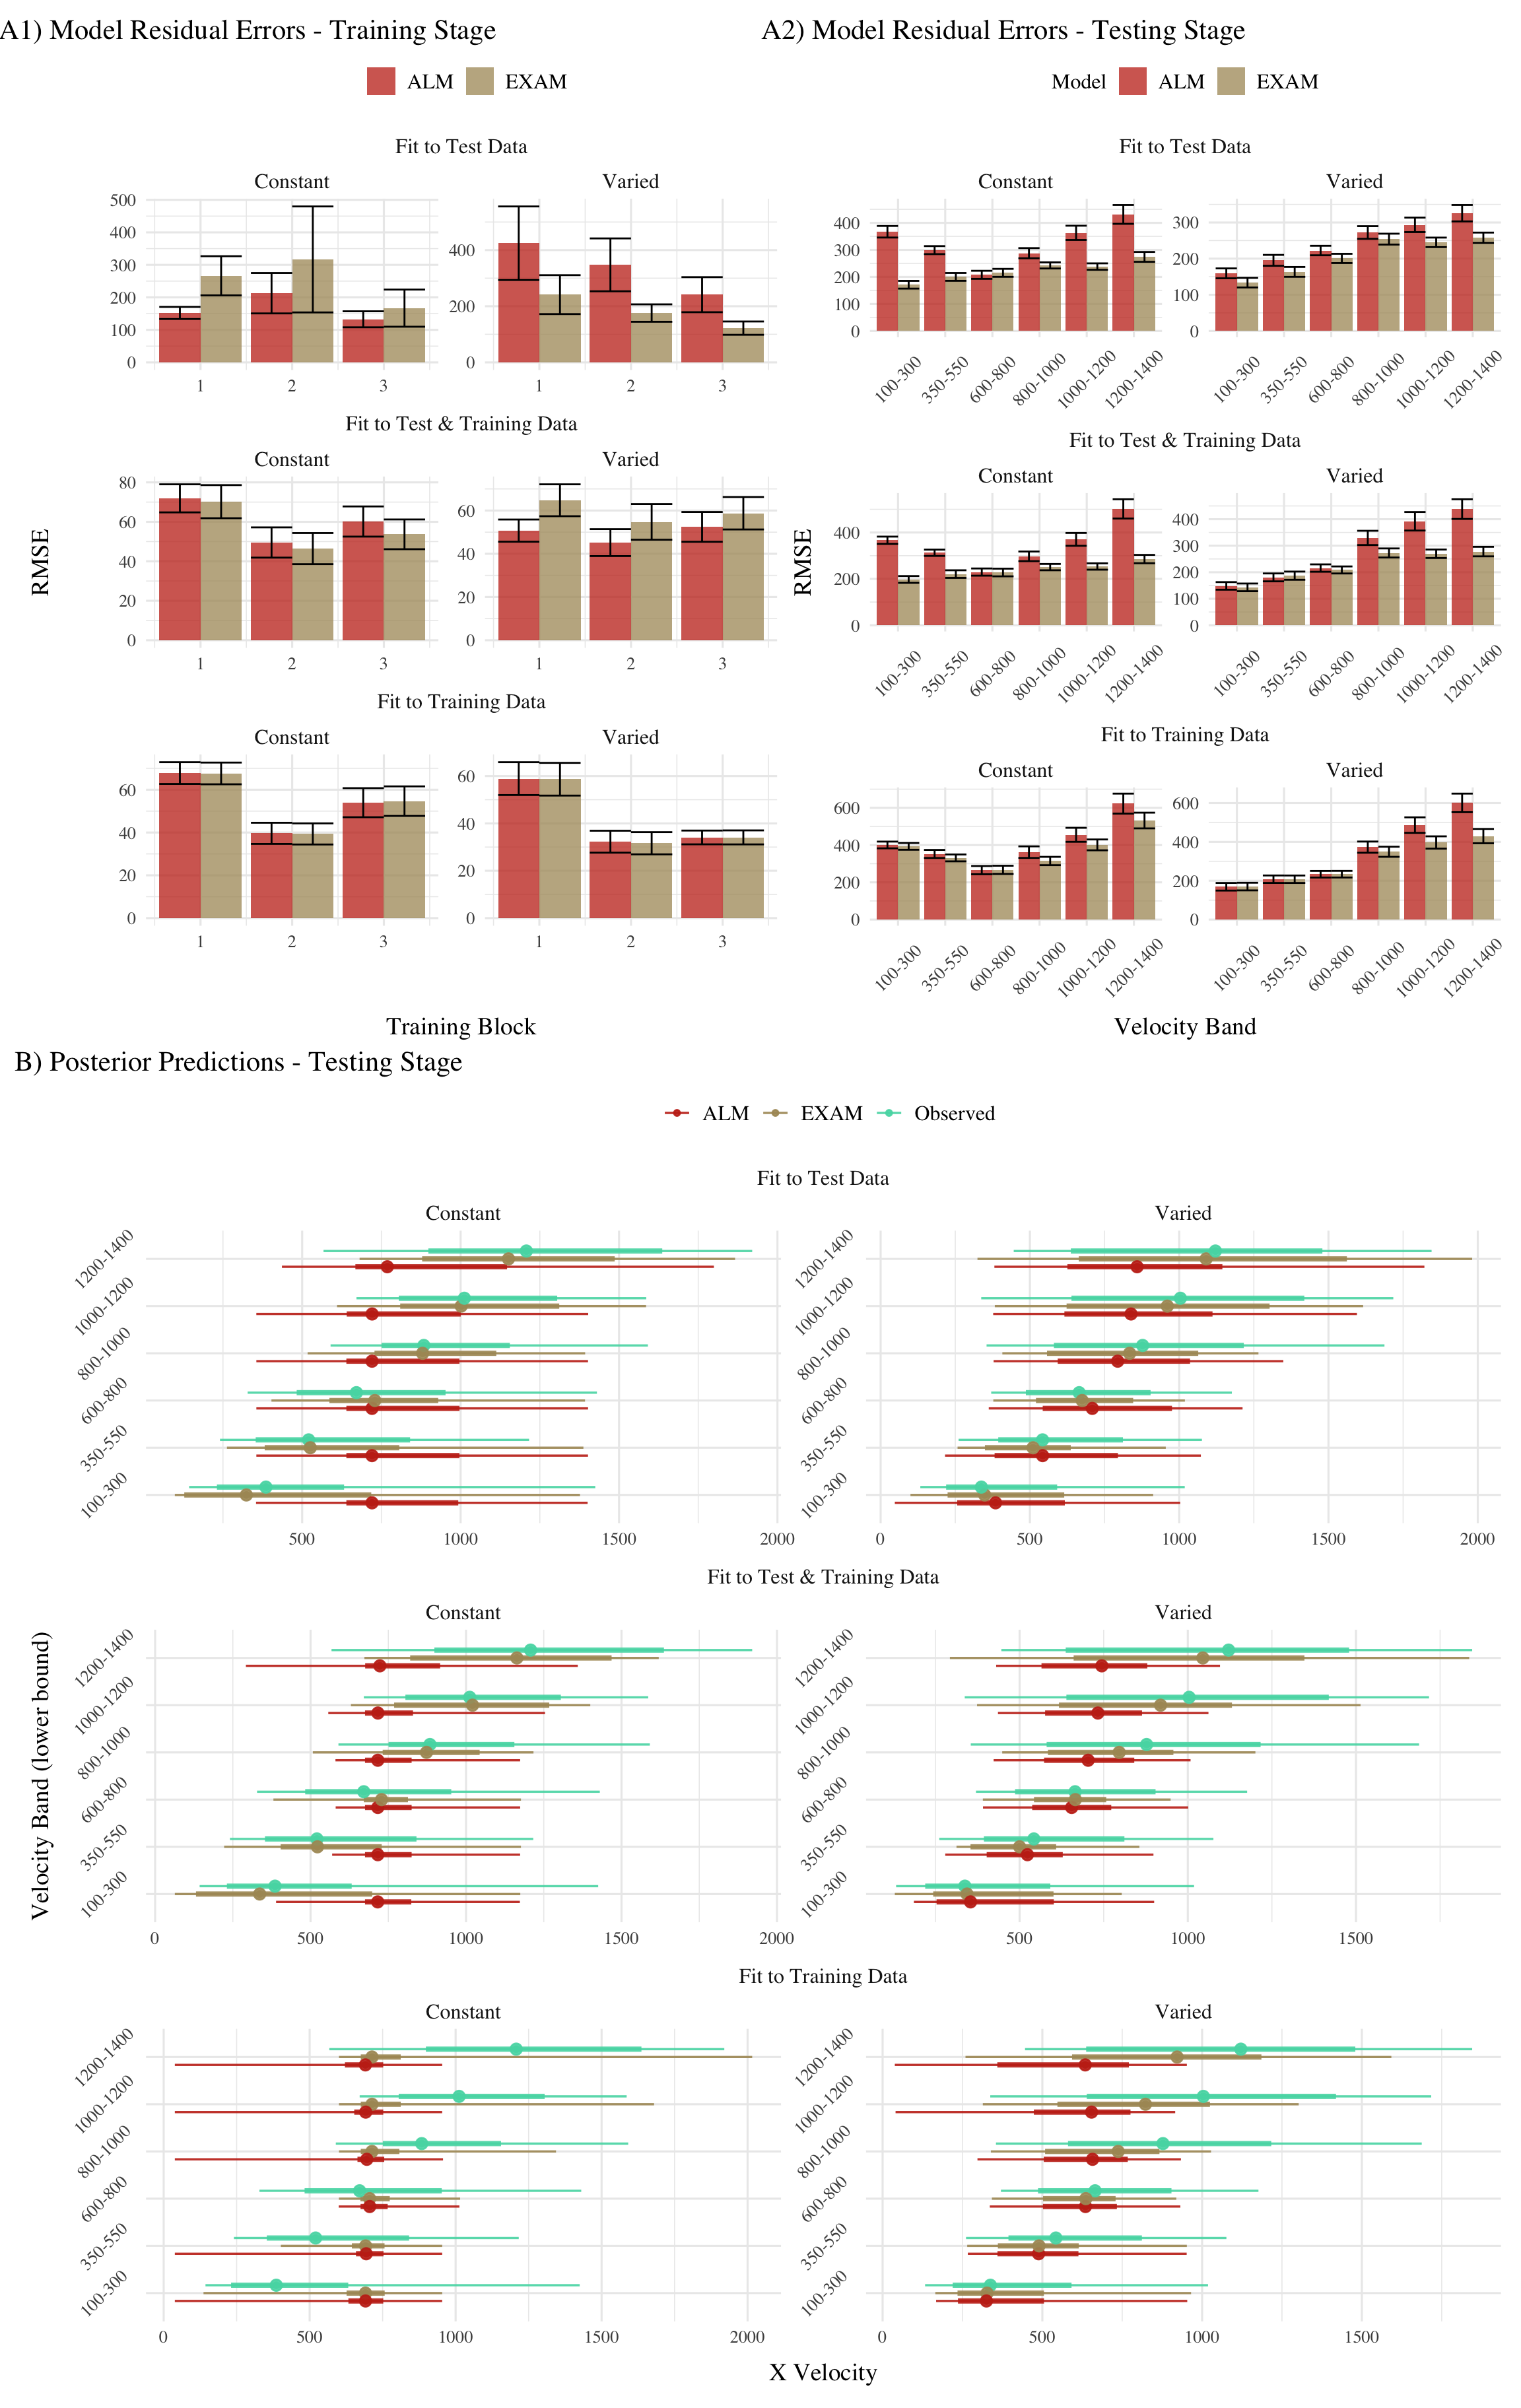 A1) Model Residual Errors - Training Stage
ALM EXAM
Fit to Test Data
Constant Varied
500
400
300
200
100
0
400
200
0
1 2 3
1 2 3
Fit to Test & Training Data
Constant Varied
80
60
40
20
0
60
40
20
0
1 2 3
1 2 3
Fit to Training Data
Constant Varied
60
40
20
0
60
40
20
0
1 2 3
1 2 3
RMSE
Training Block
A2) Model Residual Errors - Testing Stage
Model ALM EXAM
Fit to Test Data
Constant Varied
400
300
200
100
0
300
200
100
0
100-300 350-550 600-800 800-1000 1000-1200 1200-1400
100-300 350-550 600-800 800-1000 1000-1200 1200-1400
Fit to Test & Training Data
Constant Varied
400
200
0
400
300
200
100
0
100-300 350-550 600-800 800-1000 1000-1200 1200-1400
100-300 350-550 600-800 800-1000 1000-1200 1200-1400
Fit to Training Data
Constant Varied
600
400
200
0
600
400
200
0
100-300 350-550 600-800 800-1000 1000-1200 1200-1400
100-300 350-550 600-800 800-1000 1000-1200 1200-1400
RMSE
Velocity Band
B) Posterior Predictions - Testing Stage
ALM EXAM Observed
Fit to Test Data
Constant Varied
1200-1400
1000-1200
800-1000
600-800
350-550
100-300
500 1000 1500 2000
1200-1400
1000-1200
800-1000
600-800
350-550
100-300
0 500 1000 1500 2000
Fit to Test & Training Data
Constant Varied
1200-1400
1000-1200
800-1000
600-800
350-550
100-300
0 500 1000 1500 2000
1200-1400
1000-1200
800-1000
600-800
350-550
100-300
500 1000 1500
Fit to Training Data
Constant Varied
1200-1400
1000-1200
800-1000
600-800
350-550
100-300
0 500 1000 1500 2000
1200-1400
1000-1200
800-1000
600-800
350-550
100-300
0 500 1000 1500
Velocity Band (lower bound)
X Velocity